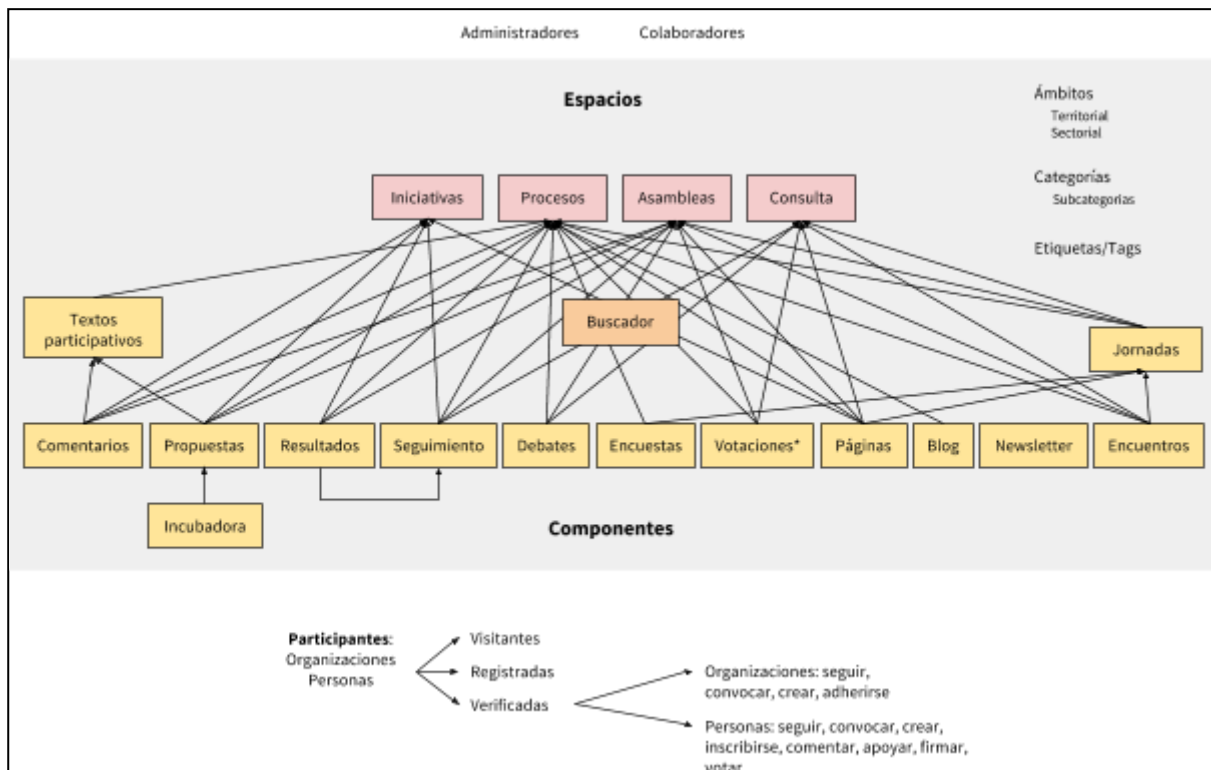 Administradores Colaboradores
Espacios
Ámbitos
Territorial
Sectorial
Categorías
Subcategorías
Etiquetas/Tags
Iniciativas
Procesos
Asambleas
Consulta
Textos
participativos
Buscador
Jornadas
Comentarios
Propuestas
Resultados
Seguimiento
Debates
Encuestas
Votaciones*
Páginas
Blog
Newsletter
Encuentros
Incubadora
Componentes
Participantes:
Organizaciones
Personas
Visitantes
Registradas
Verificadas
Organizaciones: seguir,
convocar, crear, adherirse
Personas: seguir, convocar, crear,
inscribirse, comentar, apoyar, firmar,
votar